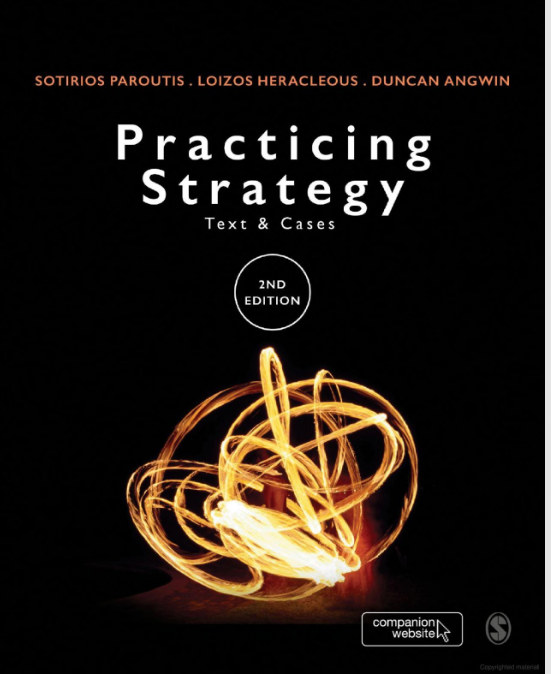 SOTIRIOS PAROUTIS . LOIZOS HERACLEOUS . DUNCAN ANGWIN
Practicing
Strategy
Text & Cases
2ND
EDITION
companion
website
S
Copyrighted material